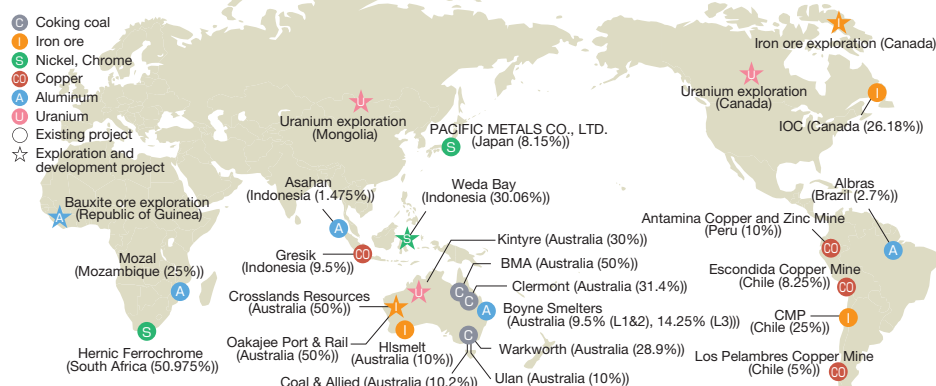 C Coking coal
I Iron ore
S Nickel, Chrome
CO Copper
A Aluminum
U Uranium
Existing project
Exploration and
development project
I
Iron ore exploration (Canada)
U
Uranium exploration
(Canada)
I
IOC (Canada (26.18%))
U
Uranium exploration
(Mongolia)
PACIFIC METALS CO., LTD.
(Japan (8.15%))
S
A
Bauxite ore exploration
(Republic of Guinea)
Asahan
(Indonesia (1.475%))
A
Weda Bay
(Indonesia (30.06%))
S
Gresik
(Indonesia (9.5%))
CO
Mozal
(Mozambique (25%))
A
S
Hernic Ferrochrome
(South Africa (50.975%))
Kintyre (Australia (30%))
U
BMA (Australia (50%))
C
Clermont (Australia (31.4%))
C
Crosslands Resources
(Australia (50%))
I
A
Boyne Smelters
(Australia (9.5% (L1&2), 14.25% (L3)))
Oakajee Port & Rail
(Australia (50%))
I
HIsmelt
(Australia (10%))
C
Warkworth (Australia (28.9%))
Coal & Allied (Australia (10.2%))
Ulan (Australia (10%))
Albras
(Brazil (2.7%))
A
Antamina Copper and Zinc Mine
(Peru (10%))
CO
Escondida Copper Mine
(Chile (8.25%))
CO
CMP
(Chile (25%))
I
Los Pelambres Copper Mine
(Chile (5%))
CO